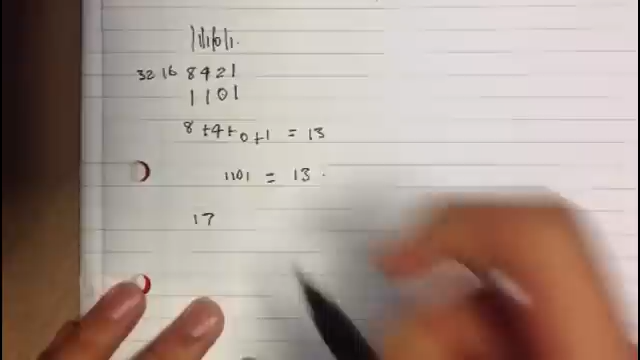 32 16 8 4 2 1
1 1 0 1
8 + 4 + 0 + 1 = 13
1101 = 13.
17